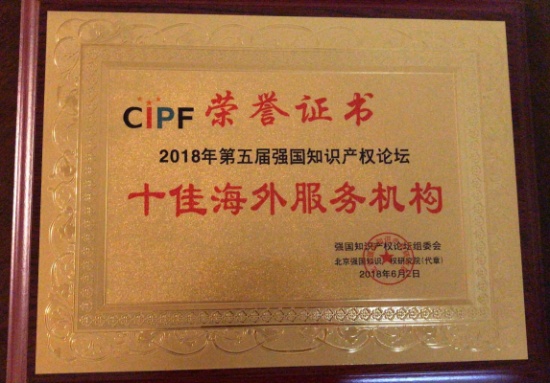 CIPF 荣誉证书
2018年第五届强国知识产权论坛
十佳海外服务机构
强国知识产权论坛组委会
北京强国知识产权研究院(代章)
2018年6月2日